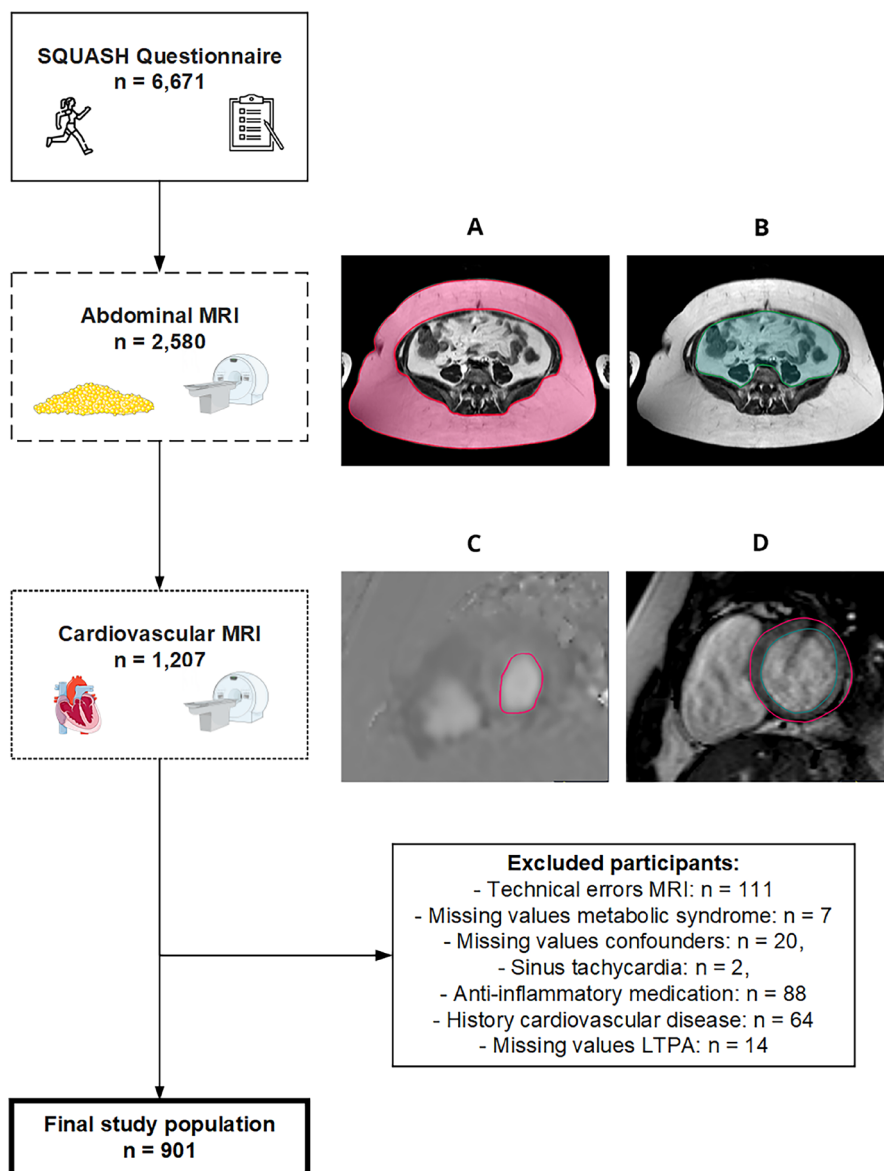 SQUASH Questionnaire
n = 6,671
Abdominal MRI
n = 2,580
A
B
Cardiovascular MRI
n = 1,207
C
D
Excluded participants:
- Technical errors MRI: n = 111
- Missing values metabolic syndrome: n = 7
- Missing values confounders: n = 20,
- Sinus tachycardia: n = 2,
- Anti-inflammatory medication: n = 88
- History cardiovascular disease: n = 64
- Missing values LTPA: n = 14
Final study population
n = 901